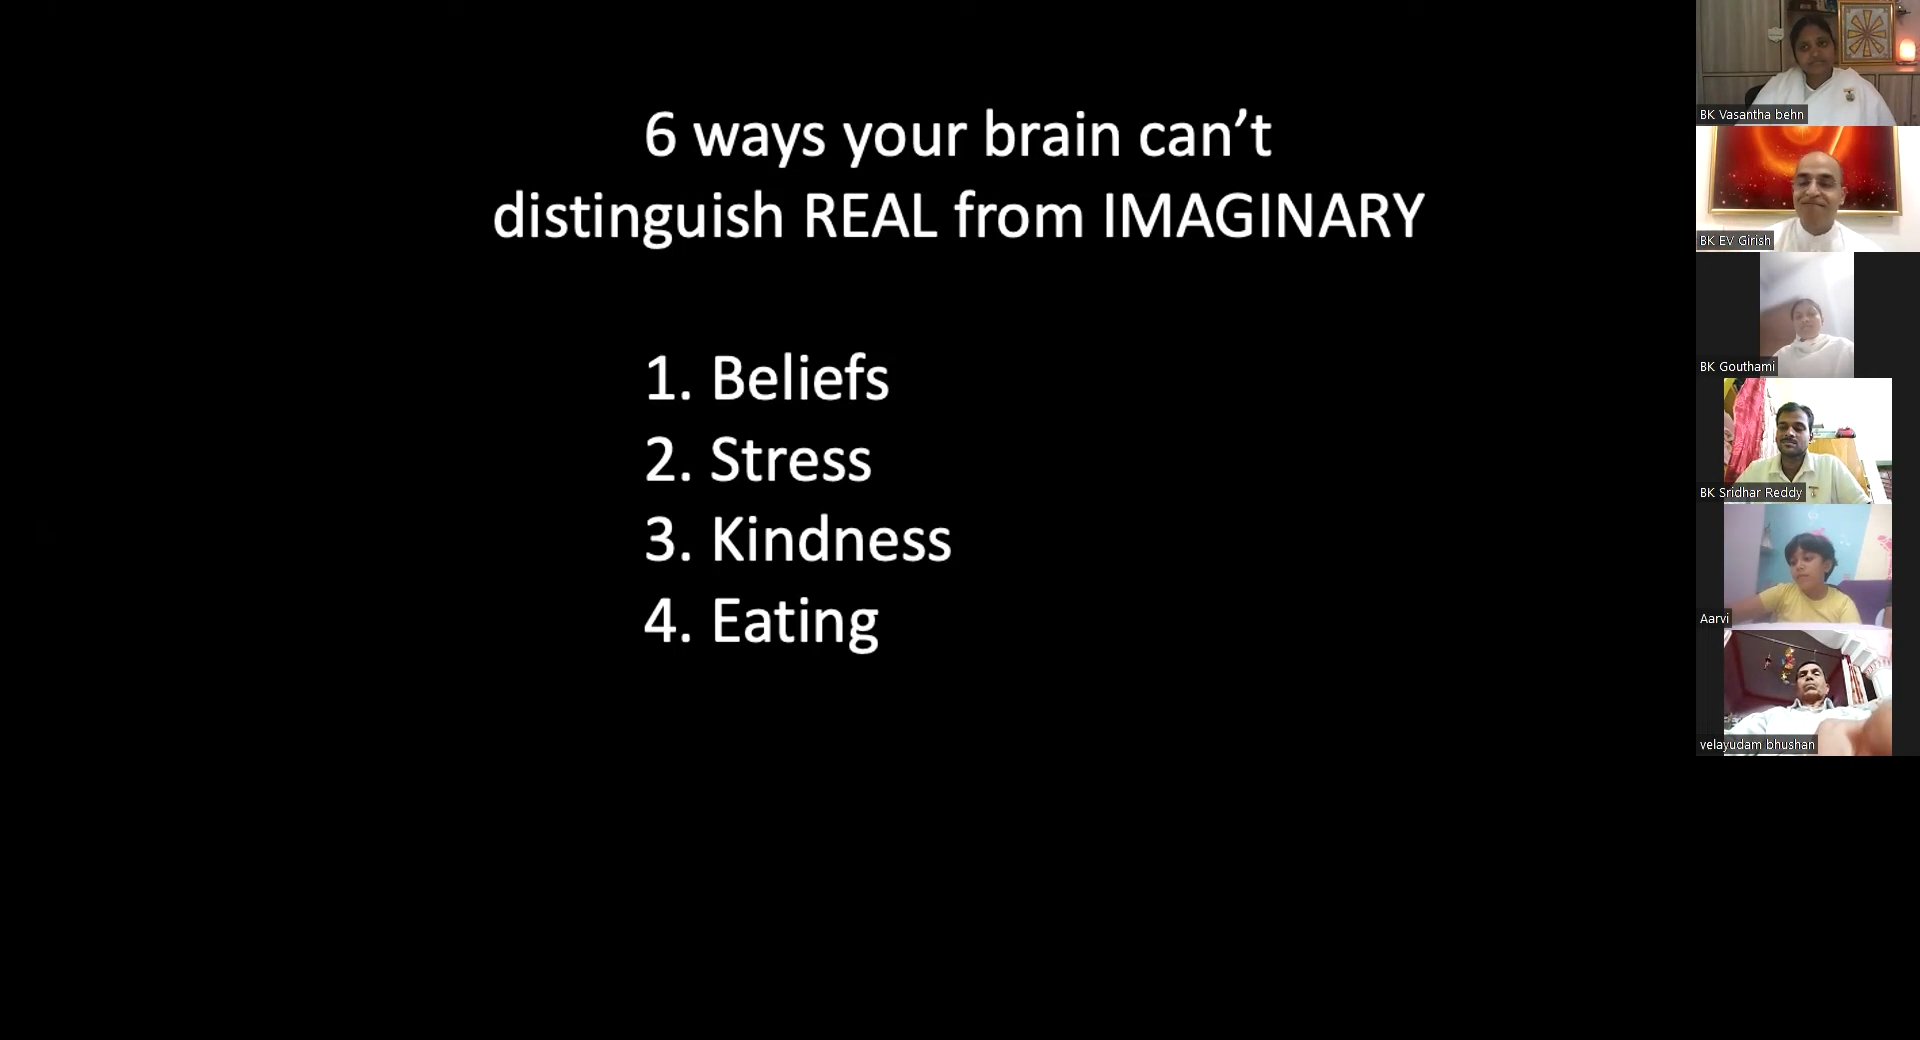 6 ways your brain can’t
distinguish REAL from IMAGINARY
1. Beliefs
2. Stress
3. Kindness
4. Eating
BK Vasantha behn
BK EV Girish
BK Gouthami
BK Sridhar Reddy
Aarvi
velayudam bhushan